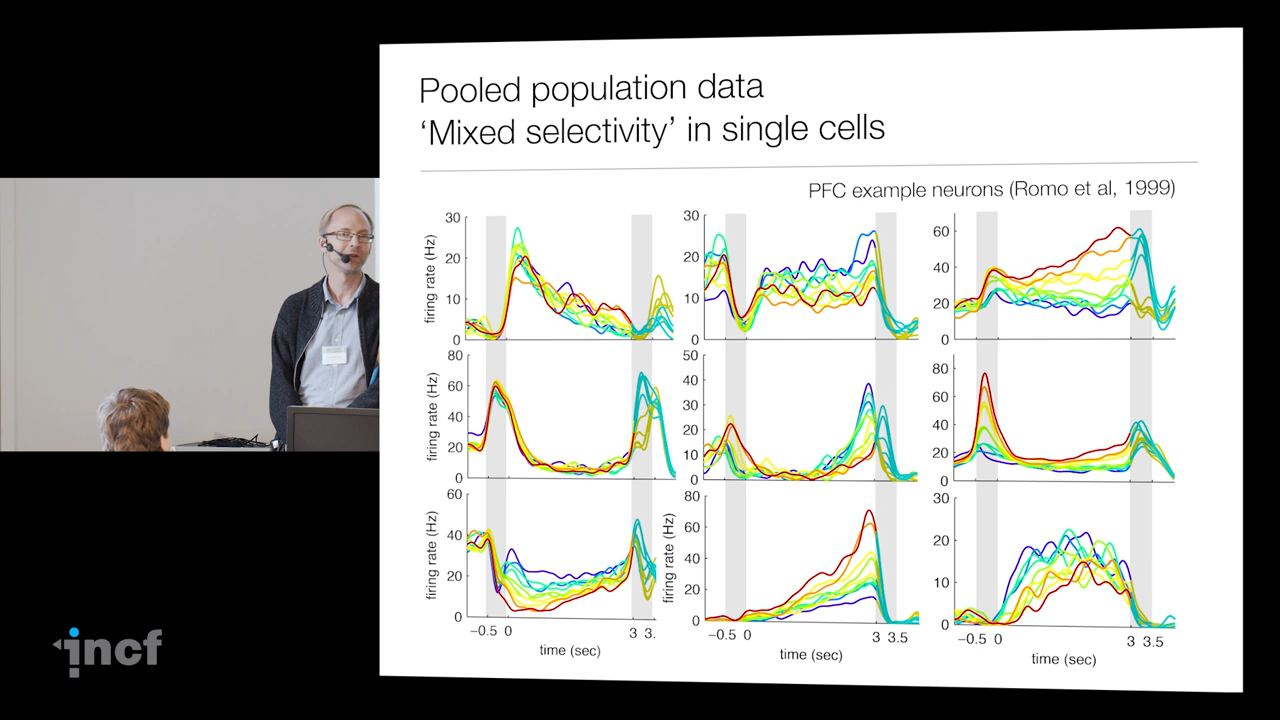 Pooled population data
‘Mixed selectivity’ in single cells
PFC example neurons (Romo et al, 1999)
30
20
10
0
firing rate (Hz)
30
20
10
0
60
40
20
0
80
60
40
20
0
firing rate (Hz)
50
40
30
20
10
0
80
60
40
20
0
60
40
20
0
firing rate (Hz)
−0.5 0 3 3.
time (sec)
80
60
40
20
0
firing rate (Hz)
−0.5 0 3 3.5
time (sec)
30
20
10
0
−0.5 0 3 3.5
time (sec)
incf